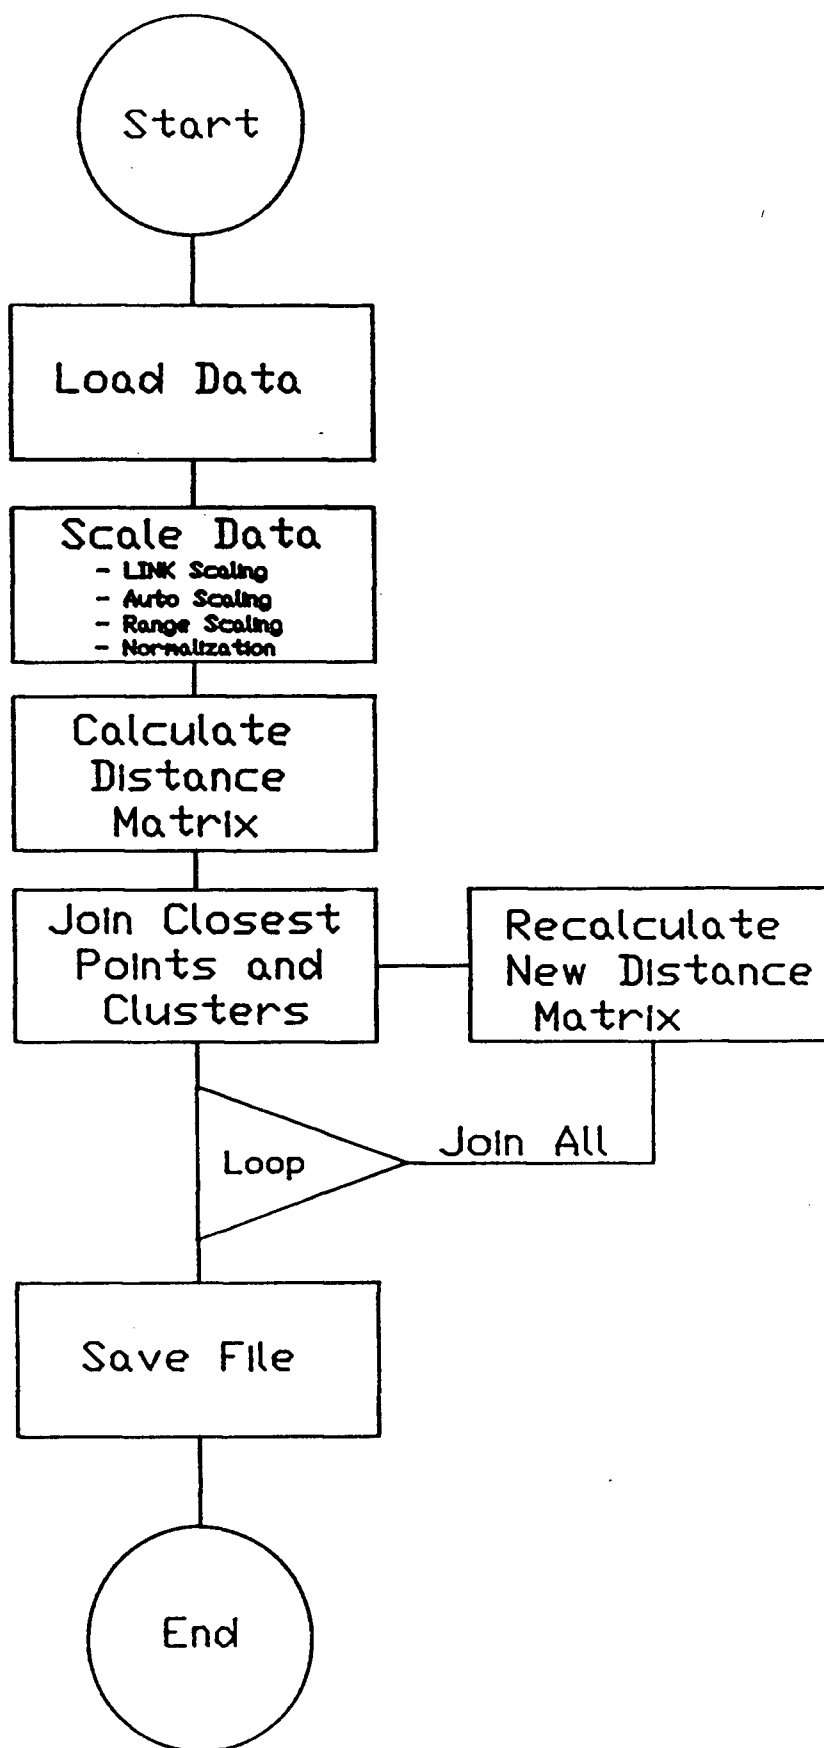 Start
Load Data
Scale Data
- LINK Scaling
- Auto Scaling
- Range Scaling
- Normalization
Calculate
Distance
Matrix
Join Closest
Points and
Clusters
Recalculate
New Distance
Matrix
Loop
Join All
Save File
End